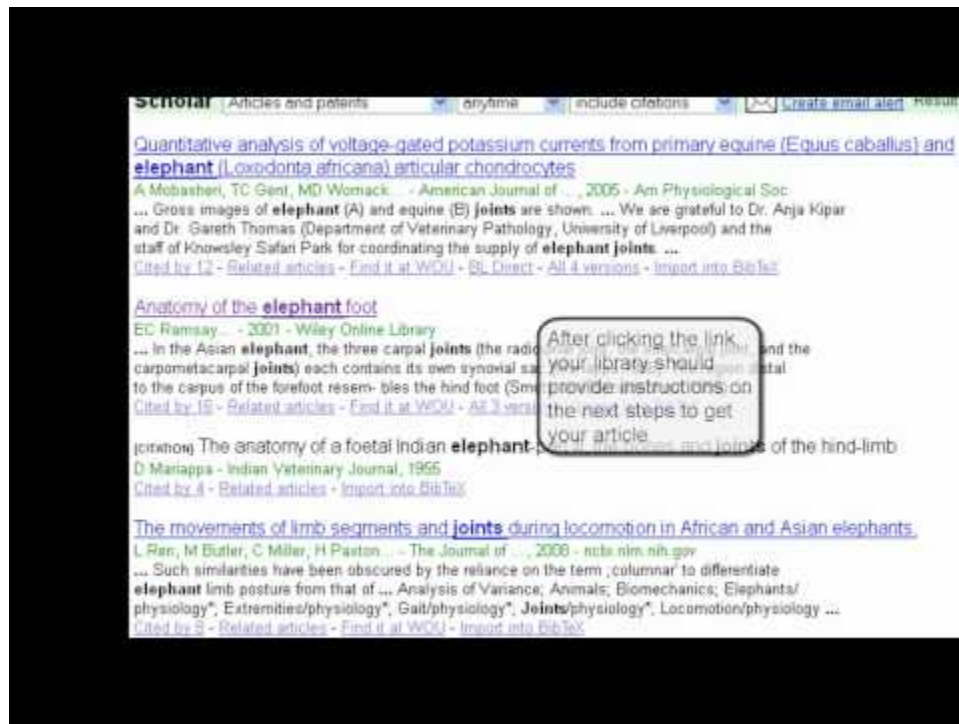 Scholar Articles and patents anytime include citations Create email alert Result
Quantitative analysis of voltage-gated potassium currents from primary equine (Equus caballus) and
elephant (Loxodonta africana) articular chondrocytes
A Mobasheri, TC Gent, MD Womack... - American Journal of ..., 2005 - Am Physiological Soc
... Gross images of elephant (A) and equine (B) joints are shown. ... We are grateful to Dr. Anja Kipar
and Dr. Gareth Thomas (Department of Veterinary Pathology, University of Liverpool) and the
staff of Knowsley Safari Park for coordinating the supply of elephant joints. ...
Cited by 12 - Related articles - Find it at WOU - BL Direct - All 4 versions - Import into BibTeX
Anatomy of the elephant foot
EC Ramsay... - 2001 - Wiley Online Library
... In the Asian elephant, the three carpal joints (the and the
carpometacarpal joints) each contains its own synovial
to the carpus of the forefoot resem- bles the hind foot
Cited by 16 - Related articles - Find it at WOU - All 3
After clicking the link,
your library should
provide instructions on
the next steps to get
your article
[CITATION] The anatomy of a foetal Indian elephant- the bones and joints of the hind-limb
D Mariappa - Indian Veterinary Journal, 1955
Cited by 4 - Related articles - Import into BibTeX
The movements of limb segments and joints during locomotion in African and Asian elephants.
L Ren, M Butler, C Miller, H Paxton... - The Journal of ..., 2008 - ncbi.nlm.nih.gov
... Such similarities have been obscured by the reliance on the term ,columnar' to differentiate
elephant limb posture from that of ... Analysis of Variance; Animals; Biomechanics; Elephants/
physiology*; Extremities/physiology*; Gait/physiology*; Joints/physiology*; Locomotion/physiology ...
Cited by 9 - Related articles - Find it at WOU - Import into BibTeX